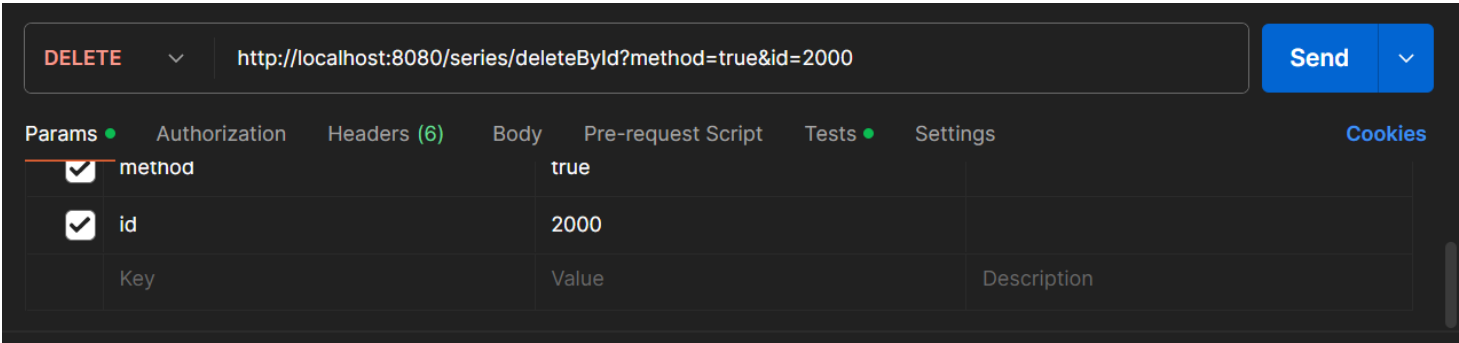 DELETE http://localhost:8080/series/deleteById?method=true&id=2000 Send
Params Authorization Headers (6) Body Pre-request Script Tests Settings Cookies
method true
id 2000
Key Value Description